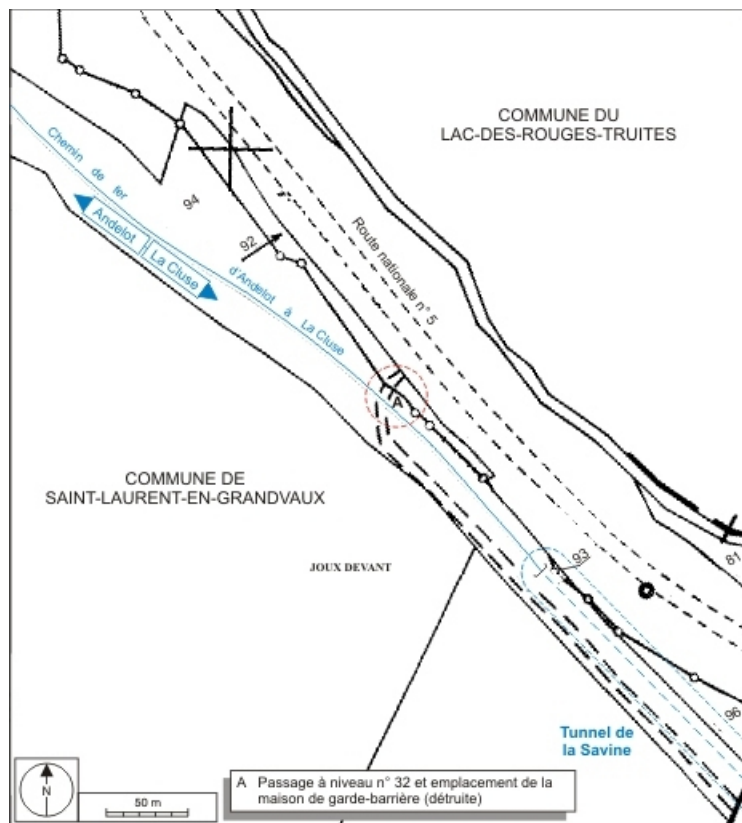 COMMUNE DU
LAC-DES-ROUGES-TRUITES
Chemin de fer
d'Andelot à La Cluse
94
92
Andelot
La Cluse
Route nationale n° 5
A
COMMUNE DE
SAINT-LAURENT-EN-GRANDVAUX
JOUX DEVANT
93
81
96
Tunnel de
la Savine
N
50 m
A Passage à niveau n° 32 et emplacement de la
maison de garde-barrière (détruite)